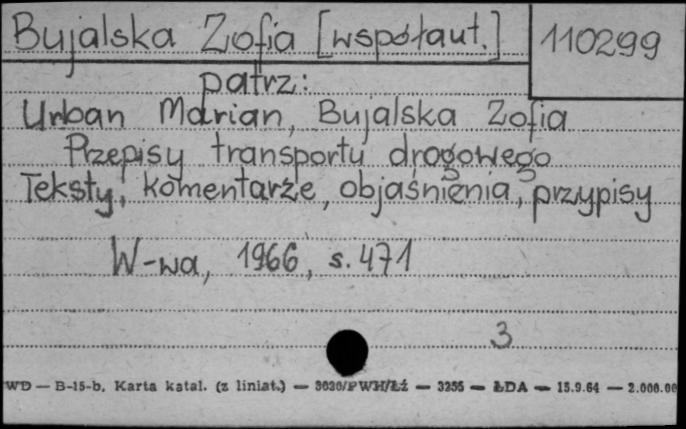 Bujalska Zofia [współaut.]
110299
patrz:
Urban Marian, Bujalska Zofia
Przepisy transportu drogowego
Teksty, komentarze, objaśnienia, przypisy
W-wa, 1966, s. 471
3
WD — B-15-b. Karta katal. (z liniat.) — 3630/PWH/Łź — 3255 — ŁDA — 15.9.64 — 2.000.00